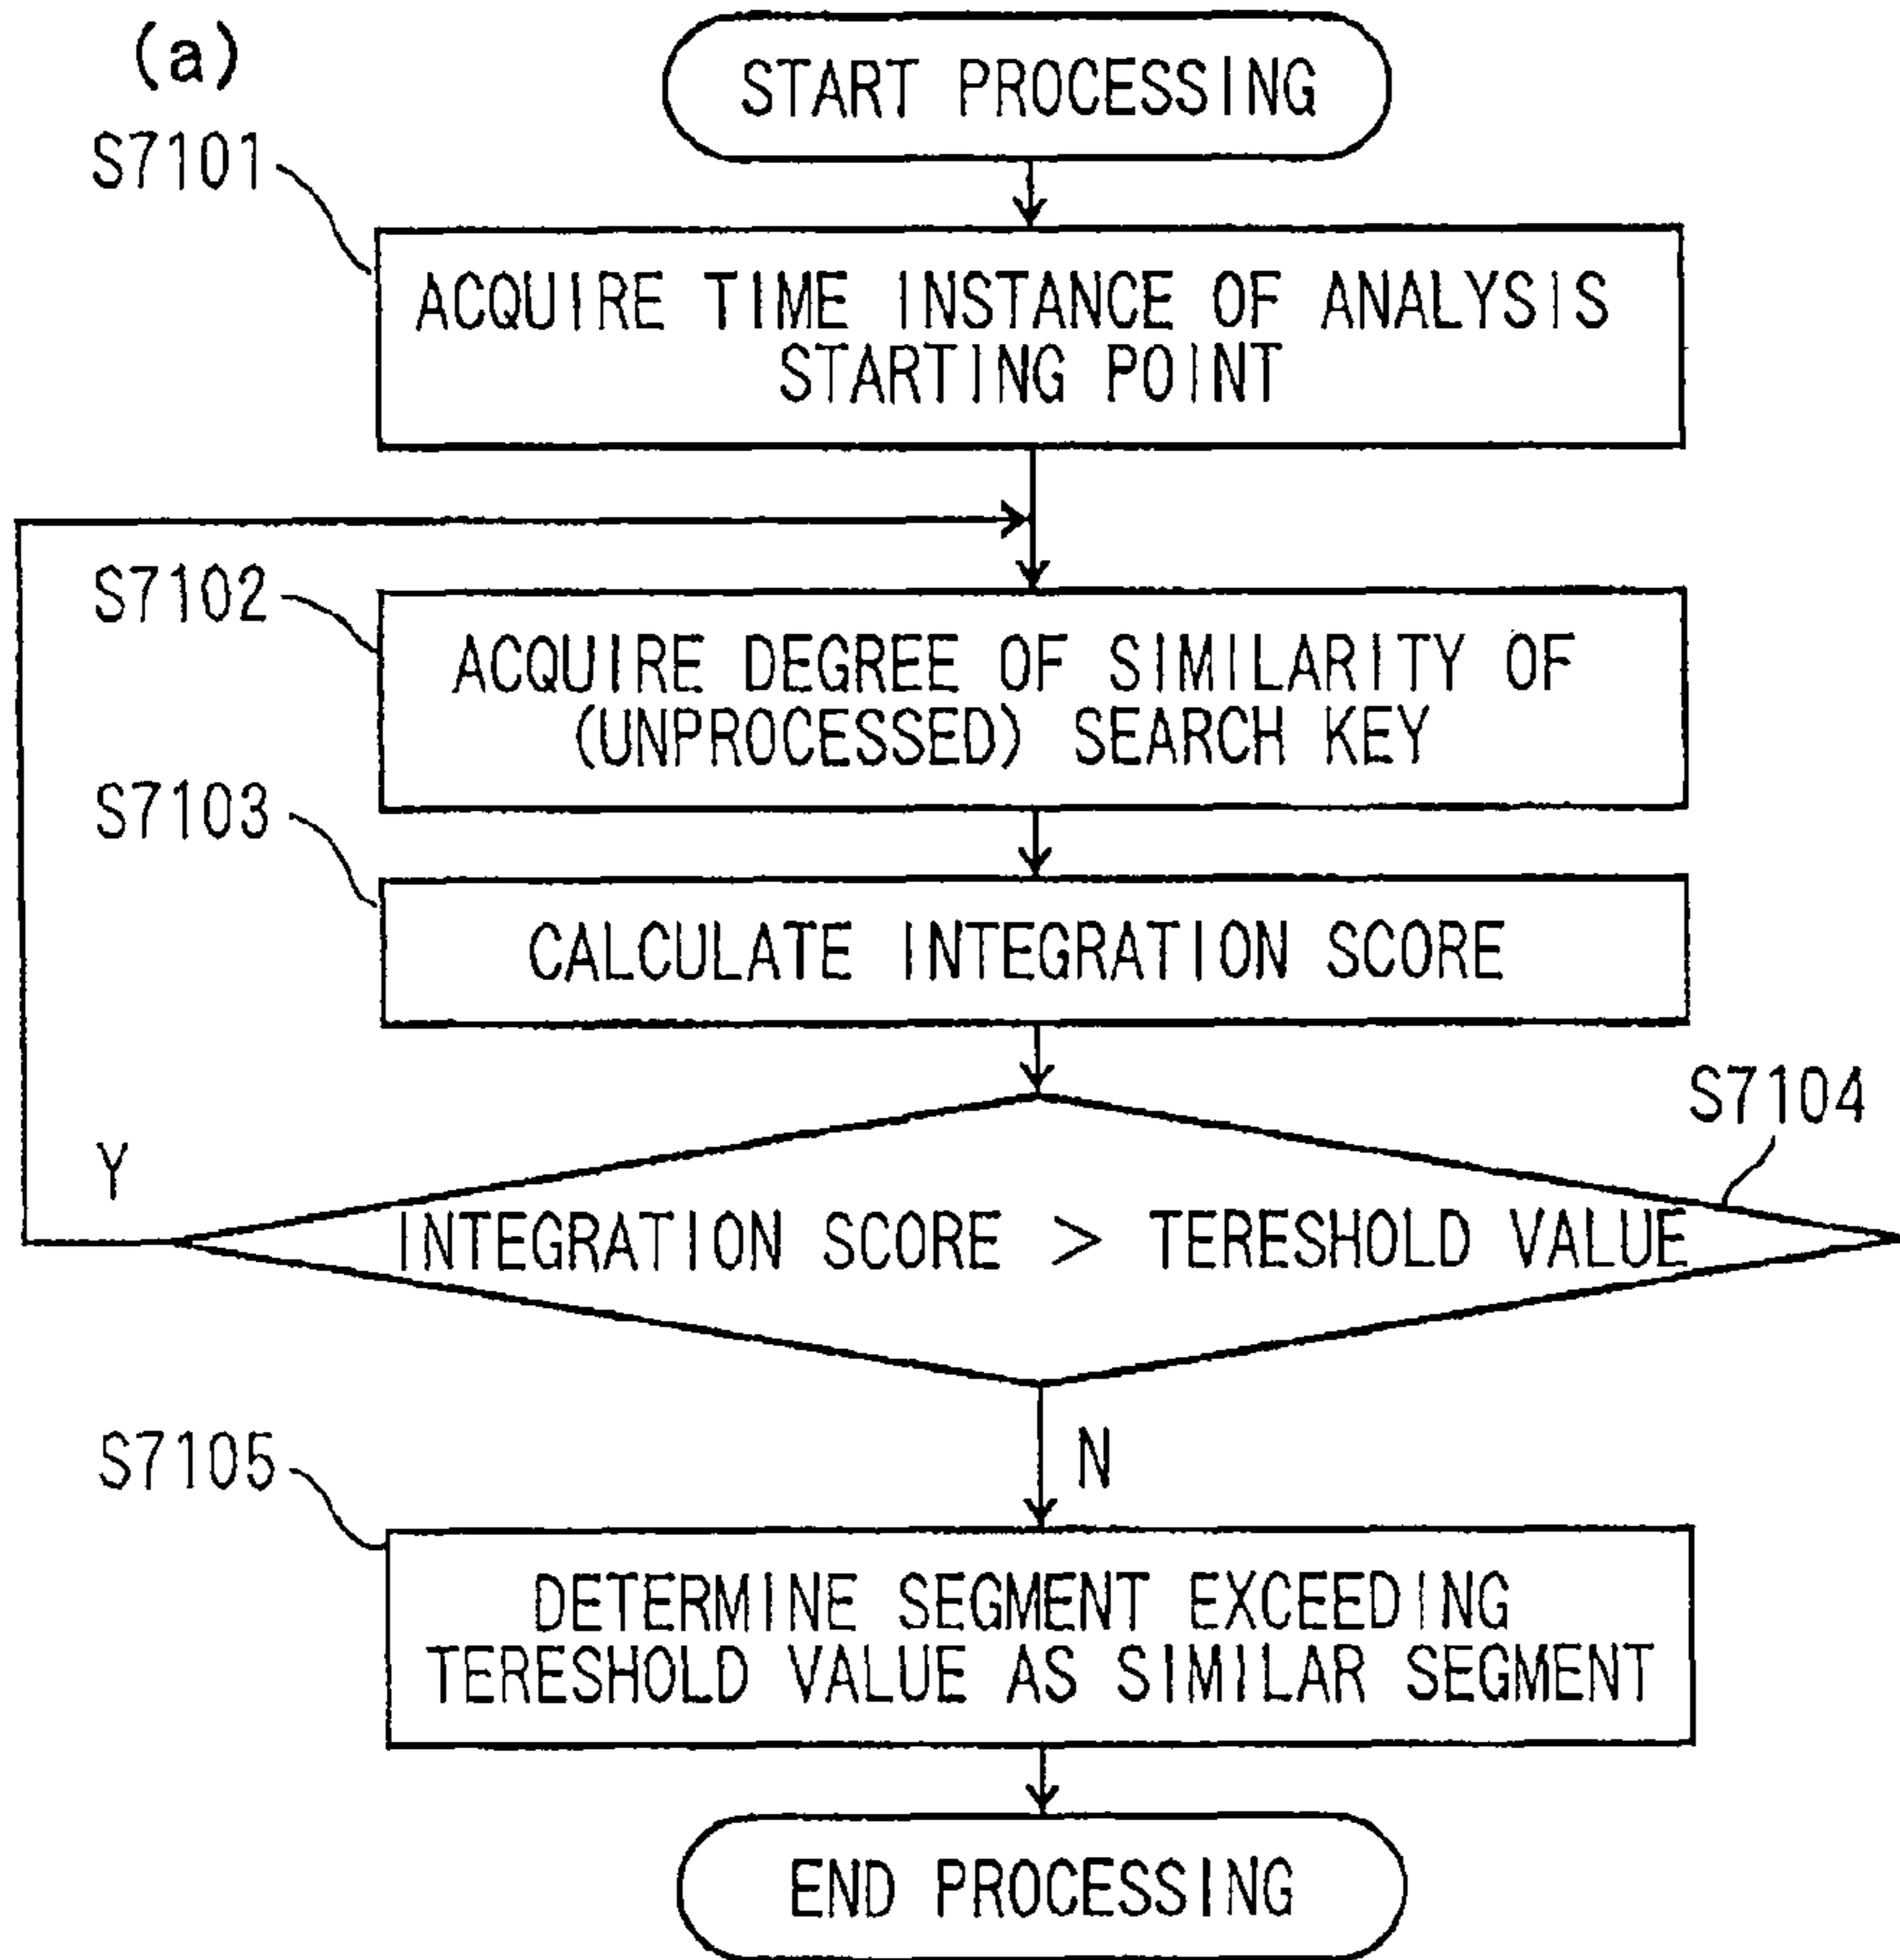 (a)
START PROCESSING
S7101
ACQUIRE TIME INSTANCE OF ANALYSIS
STARTING POINT
S7102
ACQUIRE DEGREE OF SIMILARITY OF
(UNPROCESSED) SEARCH KEY
S7103
CALCULATE INTEGRATION SCORE
S7104
Y
INTEGRATION SCORE > TERESHOLD VALUE
N
S7105
DETERMINE SEGMENT EXCEEDING
TERESHOLD VALUE AS SIMILAR SEGMENT
END PROCESSING